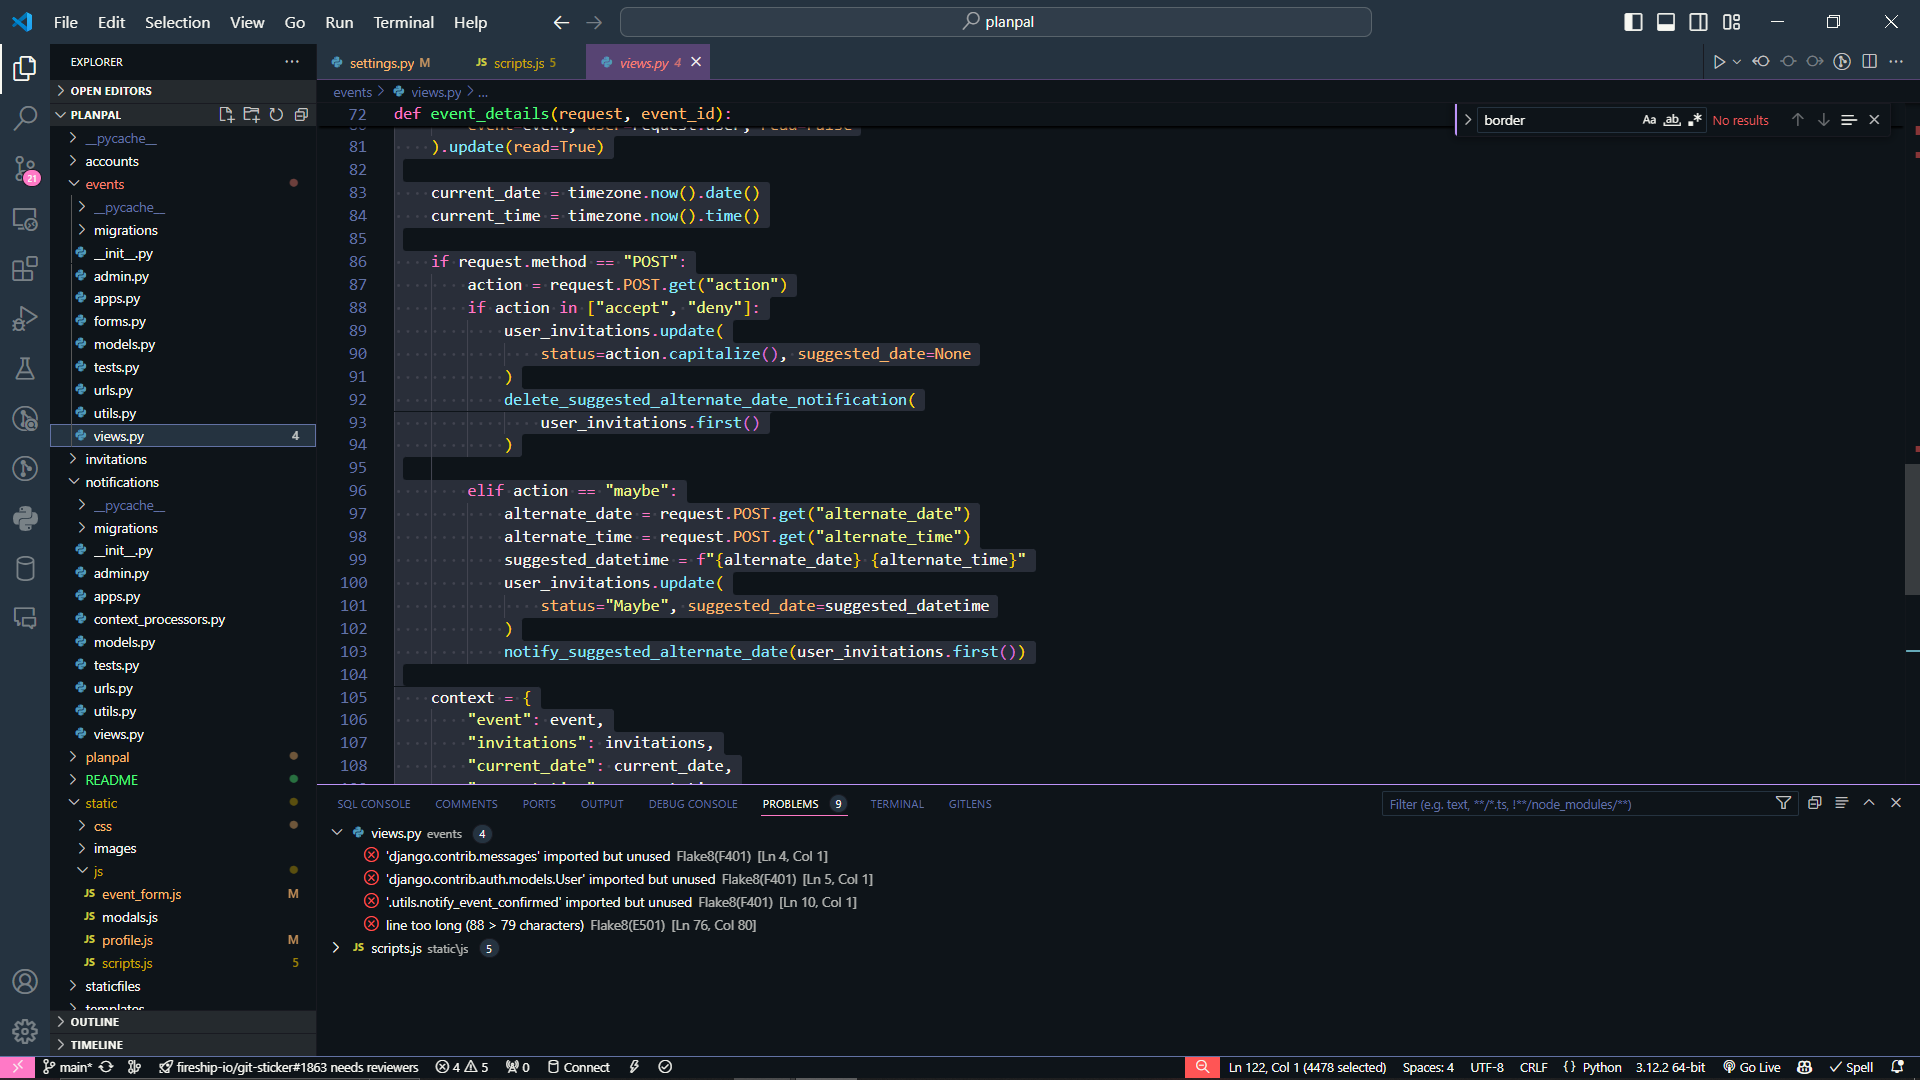 File Edit Selection View Go Run Terminal Help
planpal
EXPLORER
OPEN EDITORS
PLANPAL
__pycache__
accounts
events
__pycache__
migrations
__init__.py
admin.py
apps.py
forms.py
models.py
tests.py
urls.py
utils.py
views.py 4
invitations
notifications
__pycache__
migrations
__init__.py
admin.py
apps.py
context_processors.py
models.py
tests.py
urls.py
utils.py
views.py
planpal
README
static
css
images
js
JS event_form.js M
JS modals.js
JS profile.js M
JS scripts.js 5
staticfiles
templates
OUTLINE
TIMELINE
21
settings.py M JS scripts.js 5 views.py 4
events > views.py > ...
border Aa ab No results
72 def event_details(request, event_id):
event=event, user=request.user, read=False
81 ).update(read=True)
82
83 current_date = timezone.now().date()
84 current_time = timezone.now().time()
85
86 if request.method == "POST":
87 action = request.POST.get("action")
88 if action in ["accept", "deny"]:
89 user_invitations.update(
90 status=action.capitalize(), suggested_date=None
91 )
92 delete_suggested_alternate_date_notification(
93 user_invitations.first()
94 )
95
96 elif action == "maybe":
97 alternate_date = request.POST.get("alternate_date")
98 alternate_time = request.POST.get("alternate_time")
99 suggested_datetime = f"{alternate_date} {alternate_time}"
100 user_invitations.update(
101 status="Maybe", suggested_date=suggested_datetime
102 )
103 notify_suggested_alternate_date(user_invitations.first())
104
105 context = {
106 "event": event,
107 "invitations": invitations,
108 "current_date": current_date,
SQL CONSOLE COMMENTS PORTS OUTPUT DEBUG CONSOLE PROBLEMS 9 TERMINAL GITLENS
Filter (e.g. text, **/*.ts, !**/node_modules/**)
views.py events 4
'django.contrib.messages' imported but unused Flake8(F401) [Ln 4, Col 1]
'django.contrib.auth.models.User' imported but unused Flake8(F401) [Ln 5, Col 1]
'.utils.notify_event_confirmed' imported but unused Flake8(F401) [Ln 10, Col 1]
line too long (88 > 79 characters) Flake8(E501) [Ln 76, Col 80]
JS scripts.js static\js 5
main* fireship-io/git-sticker#1863 needs reviewers 4 5 0 Connect
Ln 122, Col 1 (4478 selected) Spaces: 4 UTF-8 CRLF {} Python 3.12.2 64-bit Go Live Spell